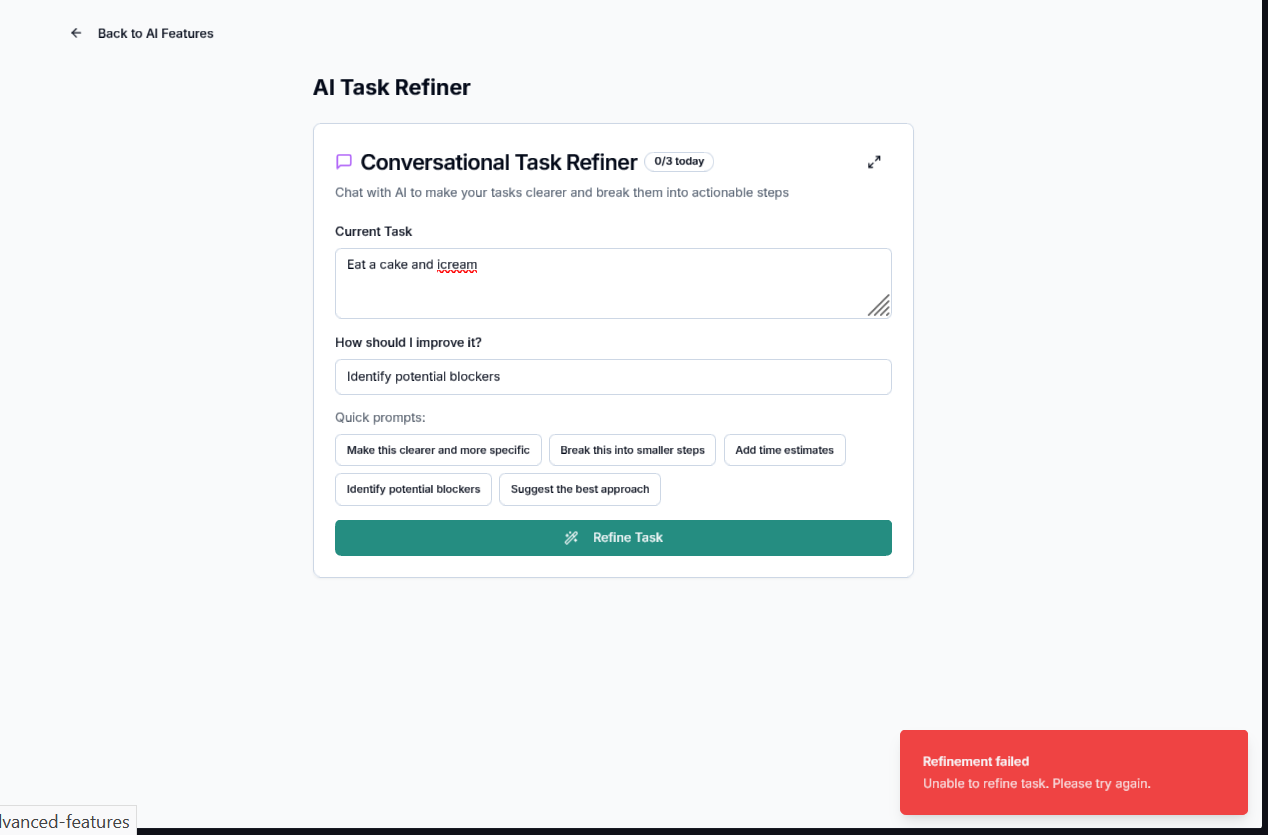 Back to AI Features
AI Task Refiner
Conversational Task Refiner 0/3 today
Chat with AI to make your tasks clearer and break them into actionable steps
Current Task
Eat a cake and icream
How should I improve it?
Identify potential blockers
Quick prompts:
Make this clearer and more specific Break this into smaller steps Add time estimates
Identify potential blockers Suggest the best approach
Refine Task
Refinement failed
Unable to refine task. Please try again.
lvanced-features